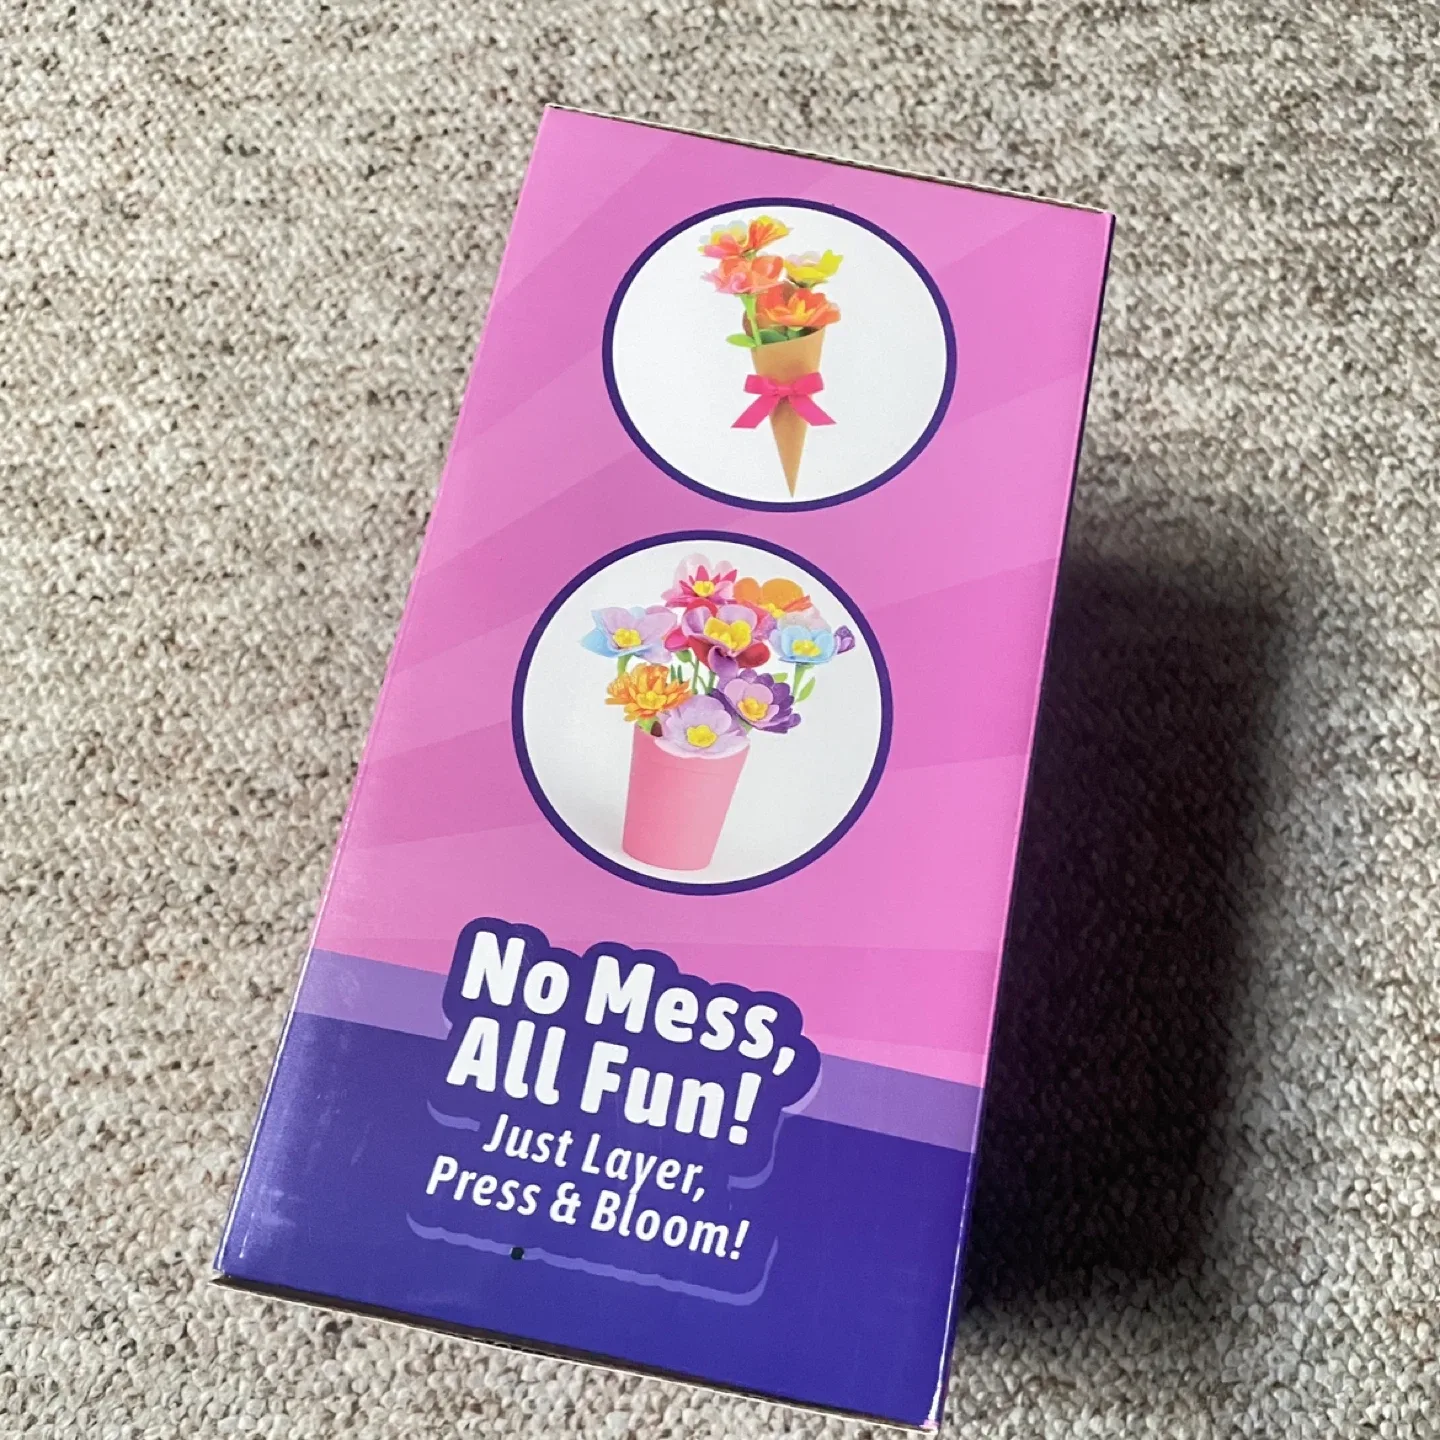 No Mess,
All Fun!
Just Layer,
Press & Bloom!